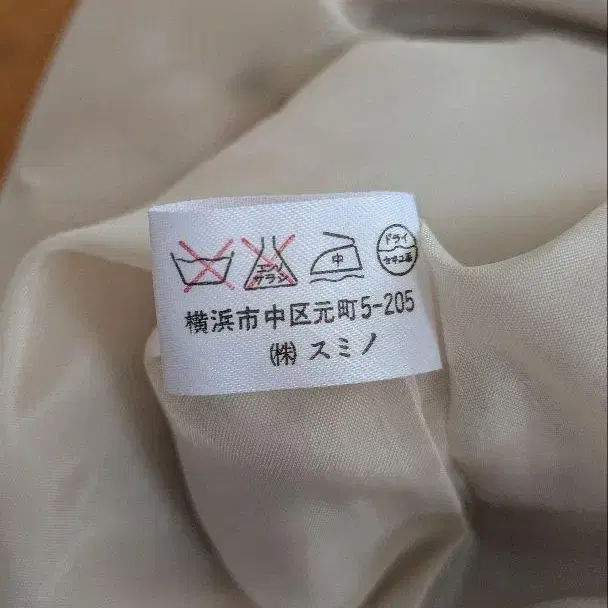 エンソ サラシ 中 ドライ セキユ系
横浜市中区元町5-205
㈱ スミノ